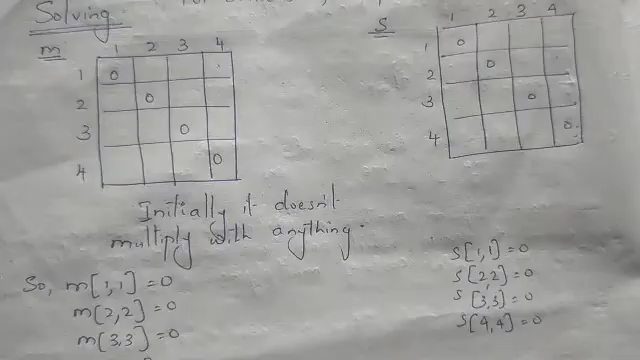 Solving
m
1 2 3 4
1 0
2 0
3 0
4 0
S
1 2 3 4
1 0
2 0
3 0
4 0
Initially it doesn't
multiply with anything.
So, m[1,1] = 0
m[2,2] = 0
m[3,3] = 0
S[1,1] = 0
S[2,2] = 0
S[3,3] = 0
S[4,4] = 0